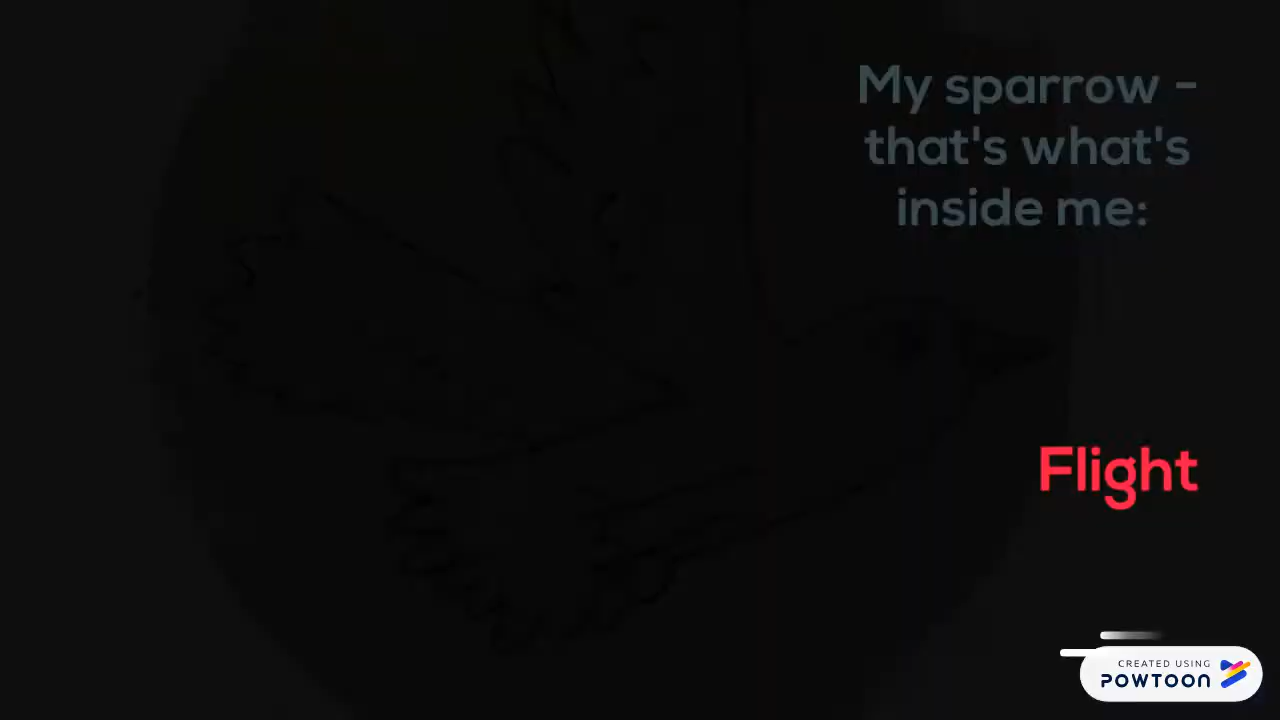 My sparrow -
that's what's
inside me:
Flight
CREATED USING
POWTOON